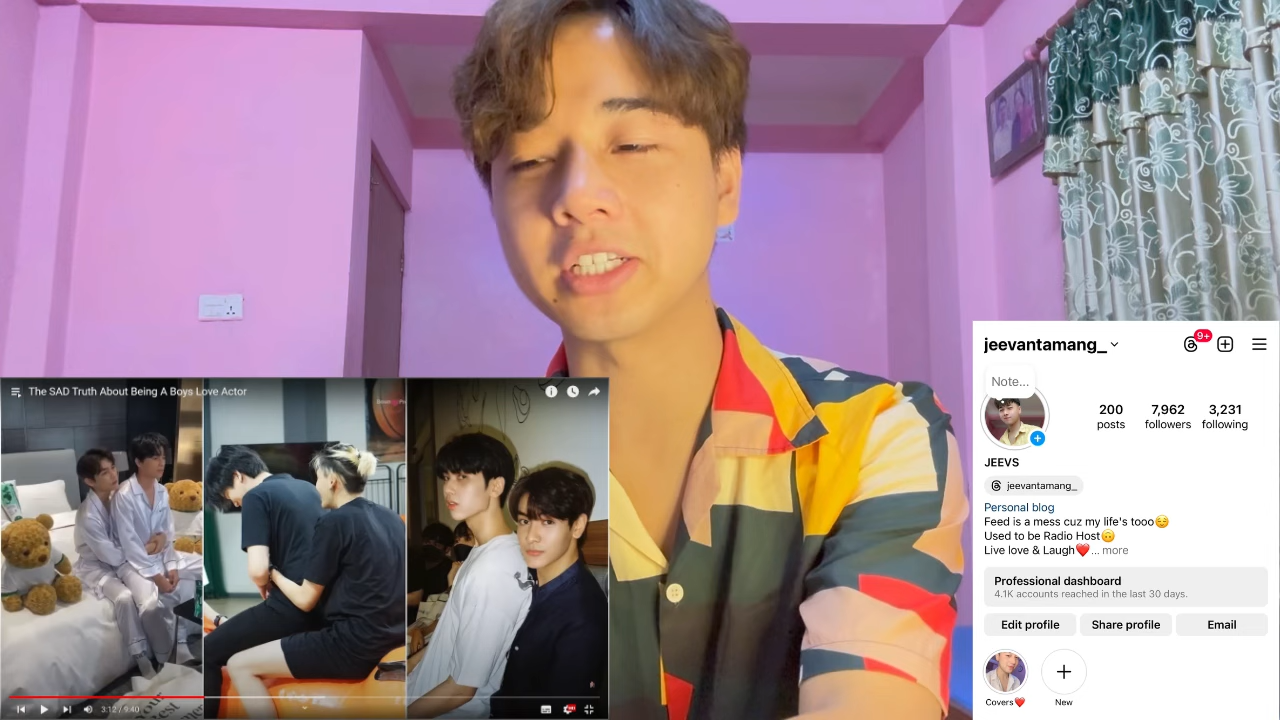 The SAD Truth About Being A Boys Love Actor
3:12 / 9:40
jeevantamang_
9+
Note...
200 posts
7,962 followers
3,231 following
JEEVS
jeevantamang_
Personal blog
Feed is a mess cuz my life's tooo😌
Used to be Radio Host🙃
Live love & Laugh❤️... more
Professional dashboard
4.1K accounts reached in the last 30 days.
Edit profile
Share profile
Email
Covers❤️
New